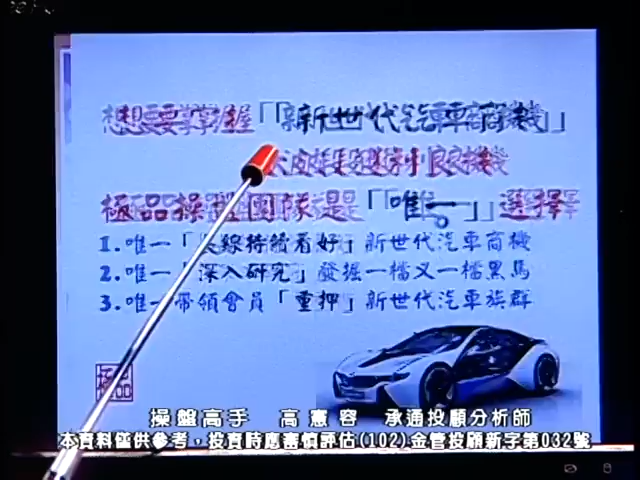 想要掌握「新世代汽車商機」
極品操盤團隊是「唯一」選擇
1.唯一「長線持續看好」新世代汽車商機
2.唯一「深入研究」發掘一檔又一檔黑馬
3.唯一帶領會員「重押」新世代汽車族群
操盤高手 高憲容 承通投顧分析師
本資料僅供參考，投資時應審慎評估(102)金管投顧新字第032號